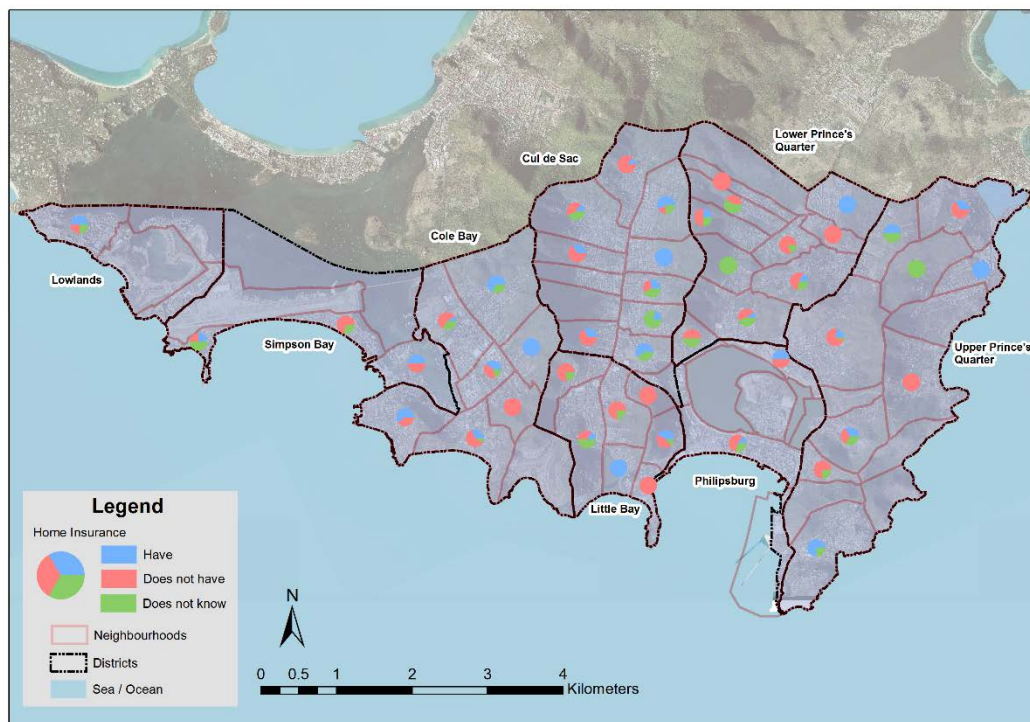 Lower Prince's
Quarter
Cul de Sac
Cole Bay
Lowlands
Simpson Bay
Upper Prince's
Quarter
Philipsburg
Little Bay
Legend
Home Insurance
Have
Does not have
Does not know
Neighbourhoods
Districts
Sea / Ocean
N
0 0.5 1 2 3 4
Kilometers